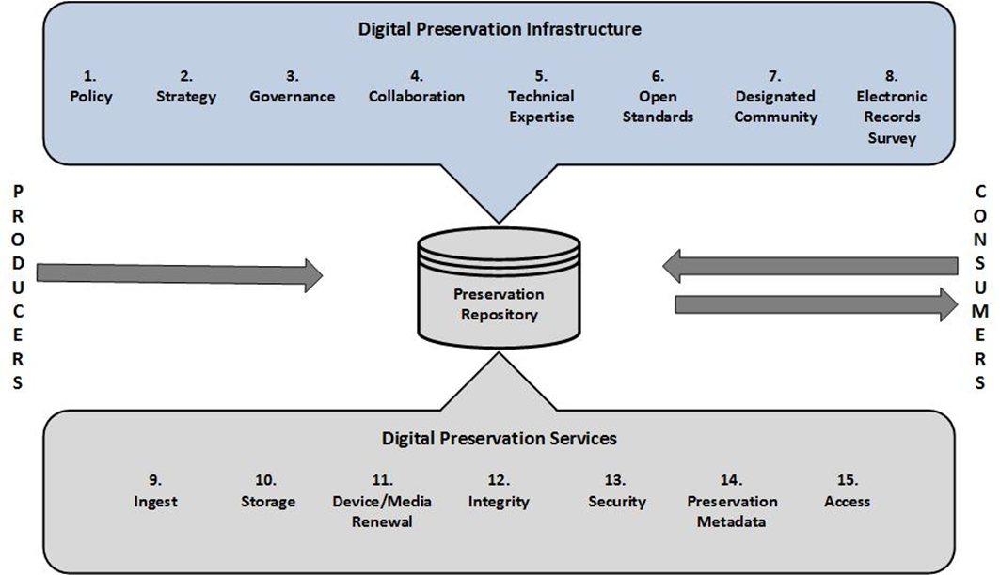 Digital Preservation Infrastructure
1.
Policy
2.
Strategy
3.
Governance
4.
Collaboration
5.
Technical
Expertise
6.
Open
Standards
7.
Designated
Community
8.
Electronic
Records
Survey
PRODUCERS
Preservation
Repository
CONSUMERS
Digital Preservation Services
9.
Ingest
10.
Storage
11.
Device/Media
Renewal
12.
Integrity
13.
Security
14.
Preservation
Metadata
15.
Access